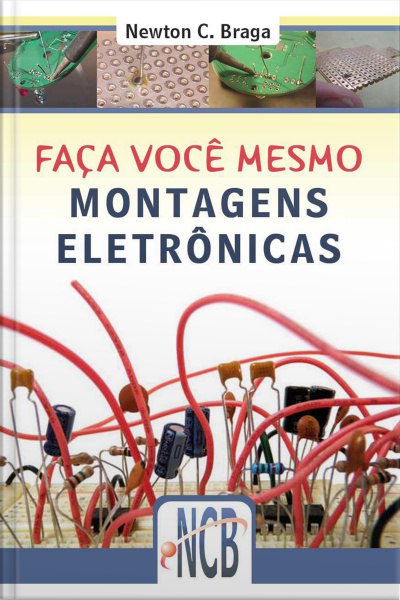 Newton C. Braga
FAÇA VOCÊ MESMO
MONTAGENS
ELETRÔNICAS
NCB